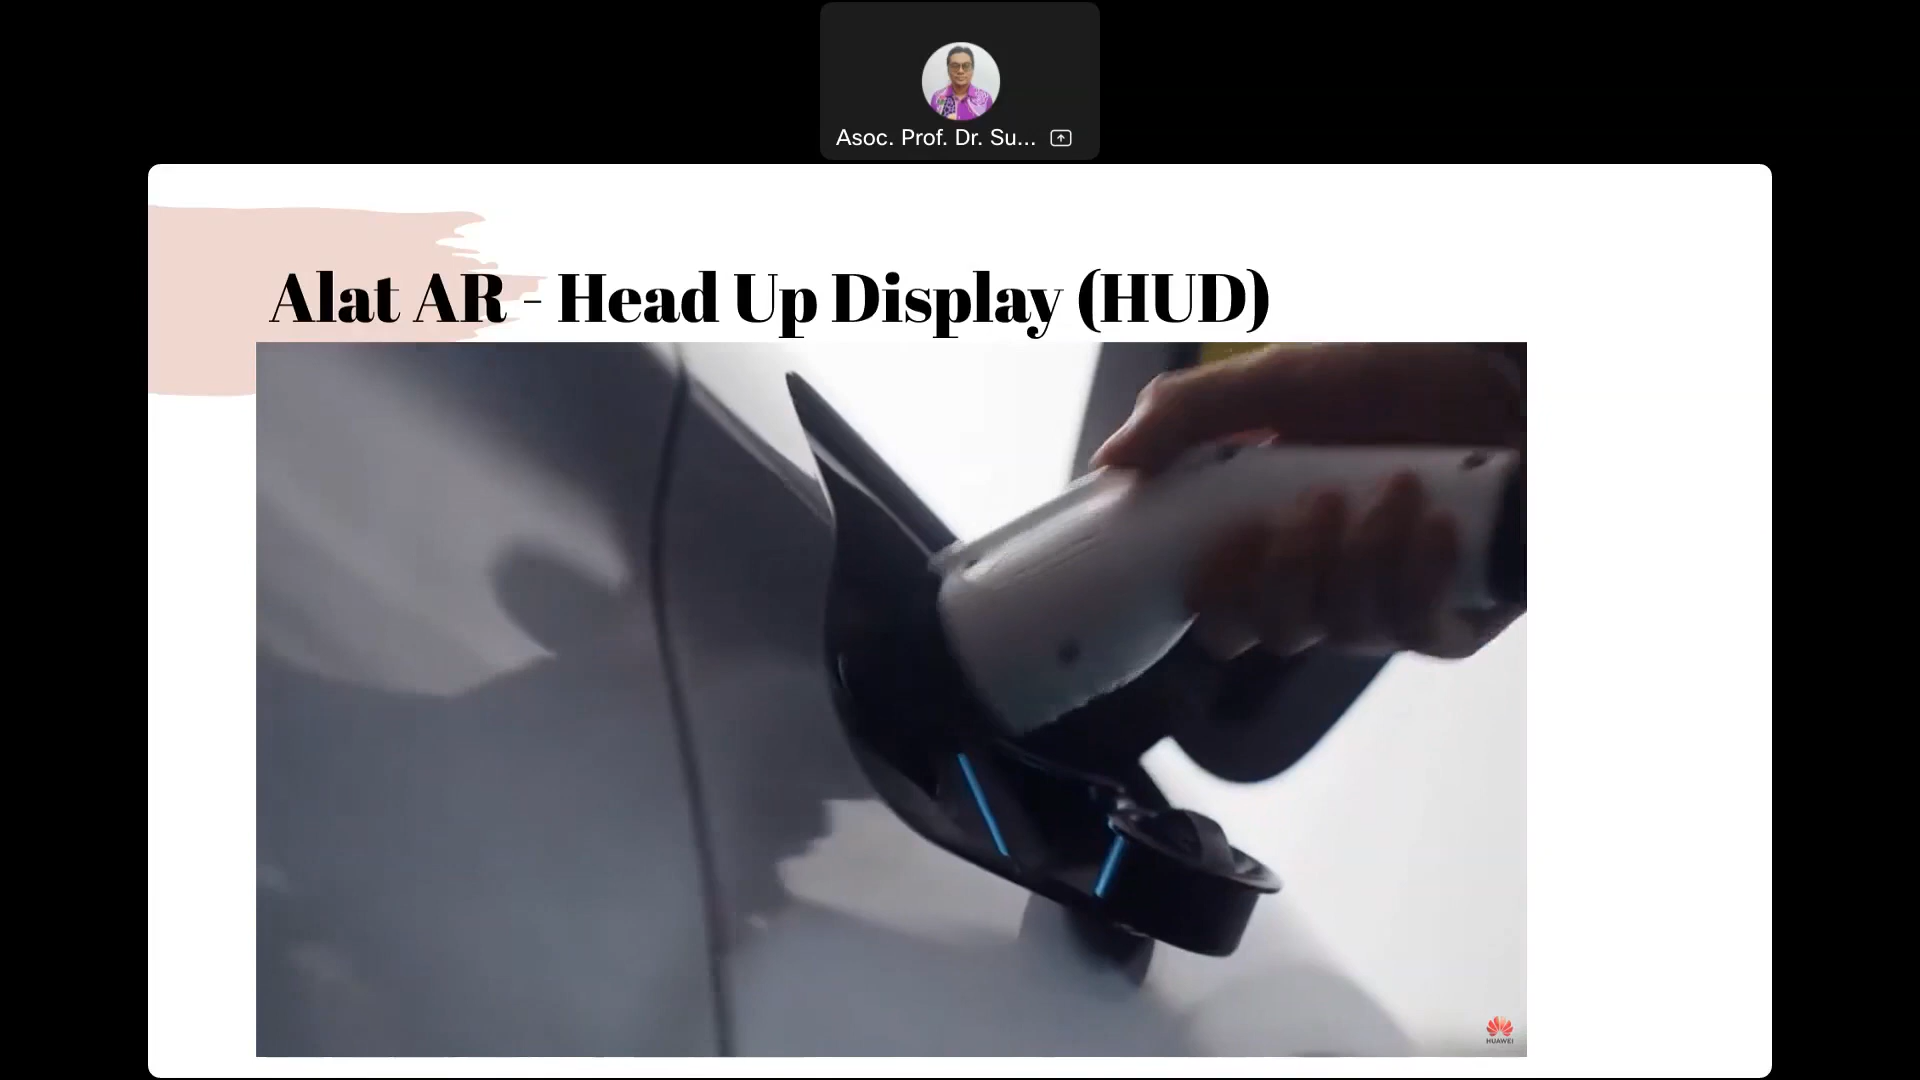 Asoc. Prof. Dr. Su...
Alat AR - Head Up Display (HUD)
HUAWEI